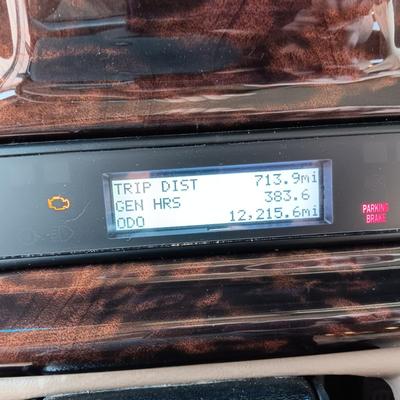 TRIP DIST 713.9mi
GEN HRS 383.6
ODO 12,215.6mi
PARKING
BRAKE